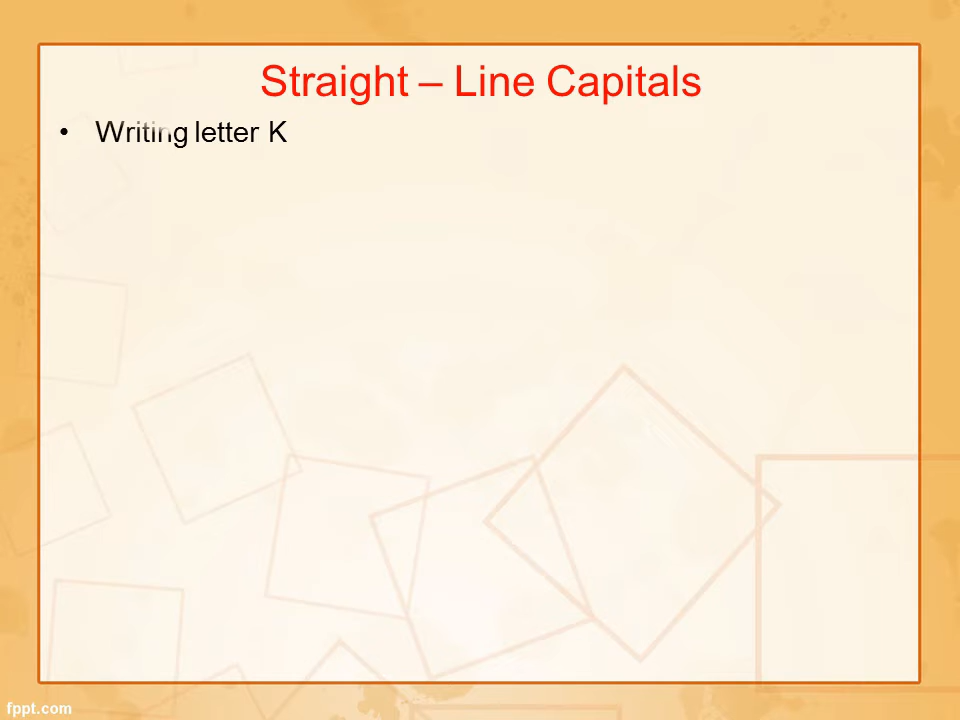 Straight – Line Capitals
• Writing letter K
fppt.com